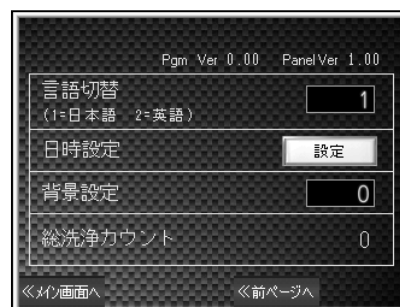 Pgm Ver 0.00 Panel Ver 1.00
言語切替 1
(1=日本語 2=英語)
日時設定 設定
背景設定 0
総洗浄カウント 0
≪メイン画面へ ≪前ページへ